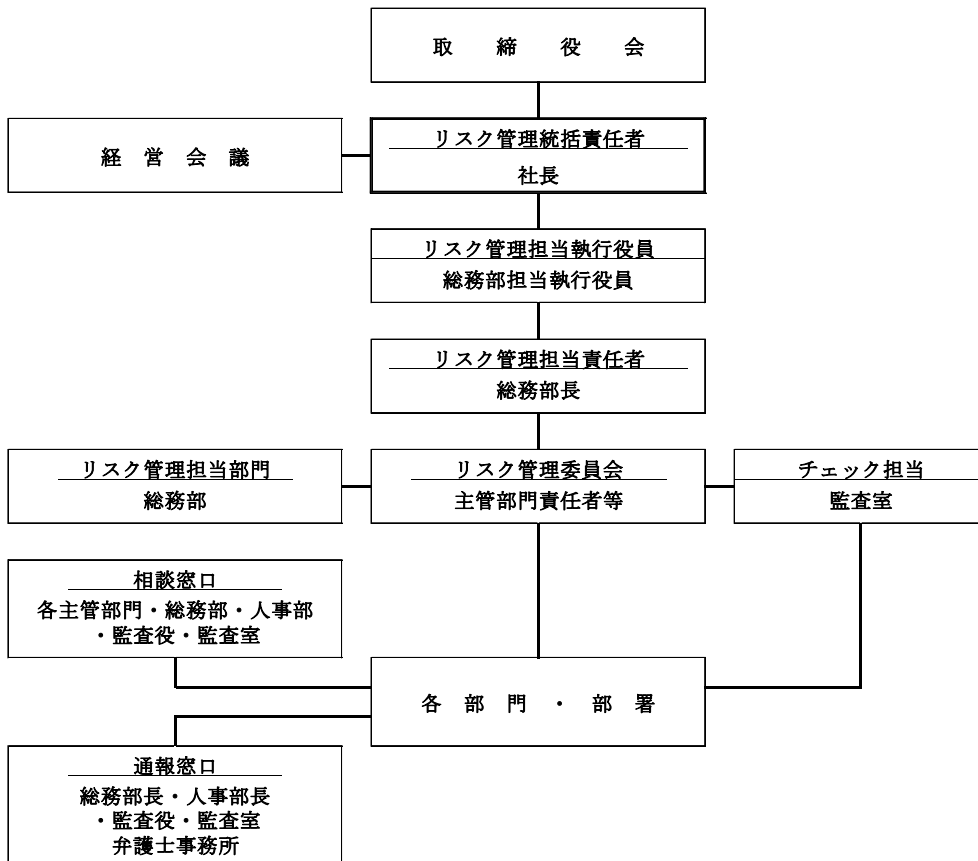 取　締　役　会
リスク管理統括責任者
社長
経　営　会　議
リスク管理担当執行役員
総務部担当執行役員
リスク管理担当責任者
総務部長
リスク管理担当部門
総務部
リスク管理委員会
主管部門責任者等
チェック担当
監査室
相談窓口
各主管部門・総務部・人事部
・監査役・監査室
各　部　門　・　部　署
通報窓口
総務部長・人事部長
・監査役・監査室
弁護士事務所